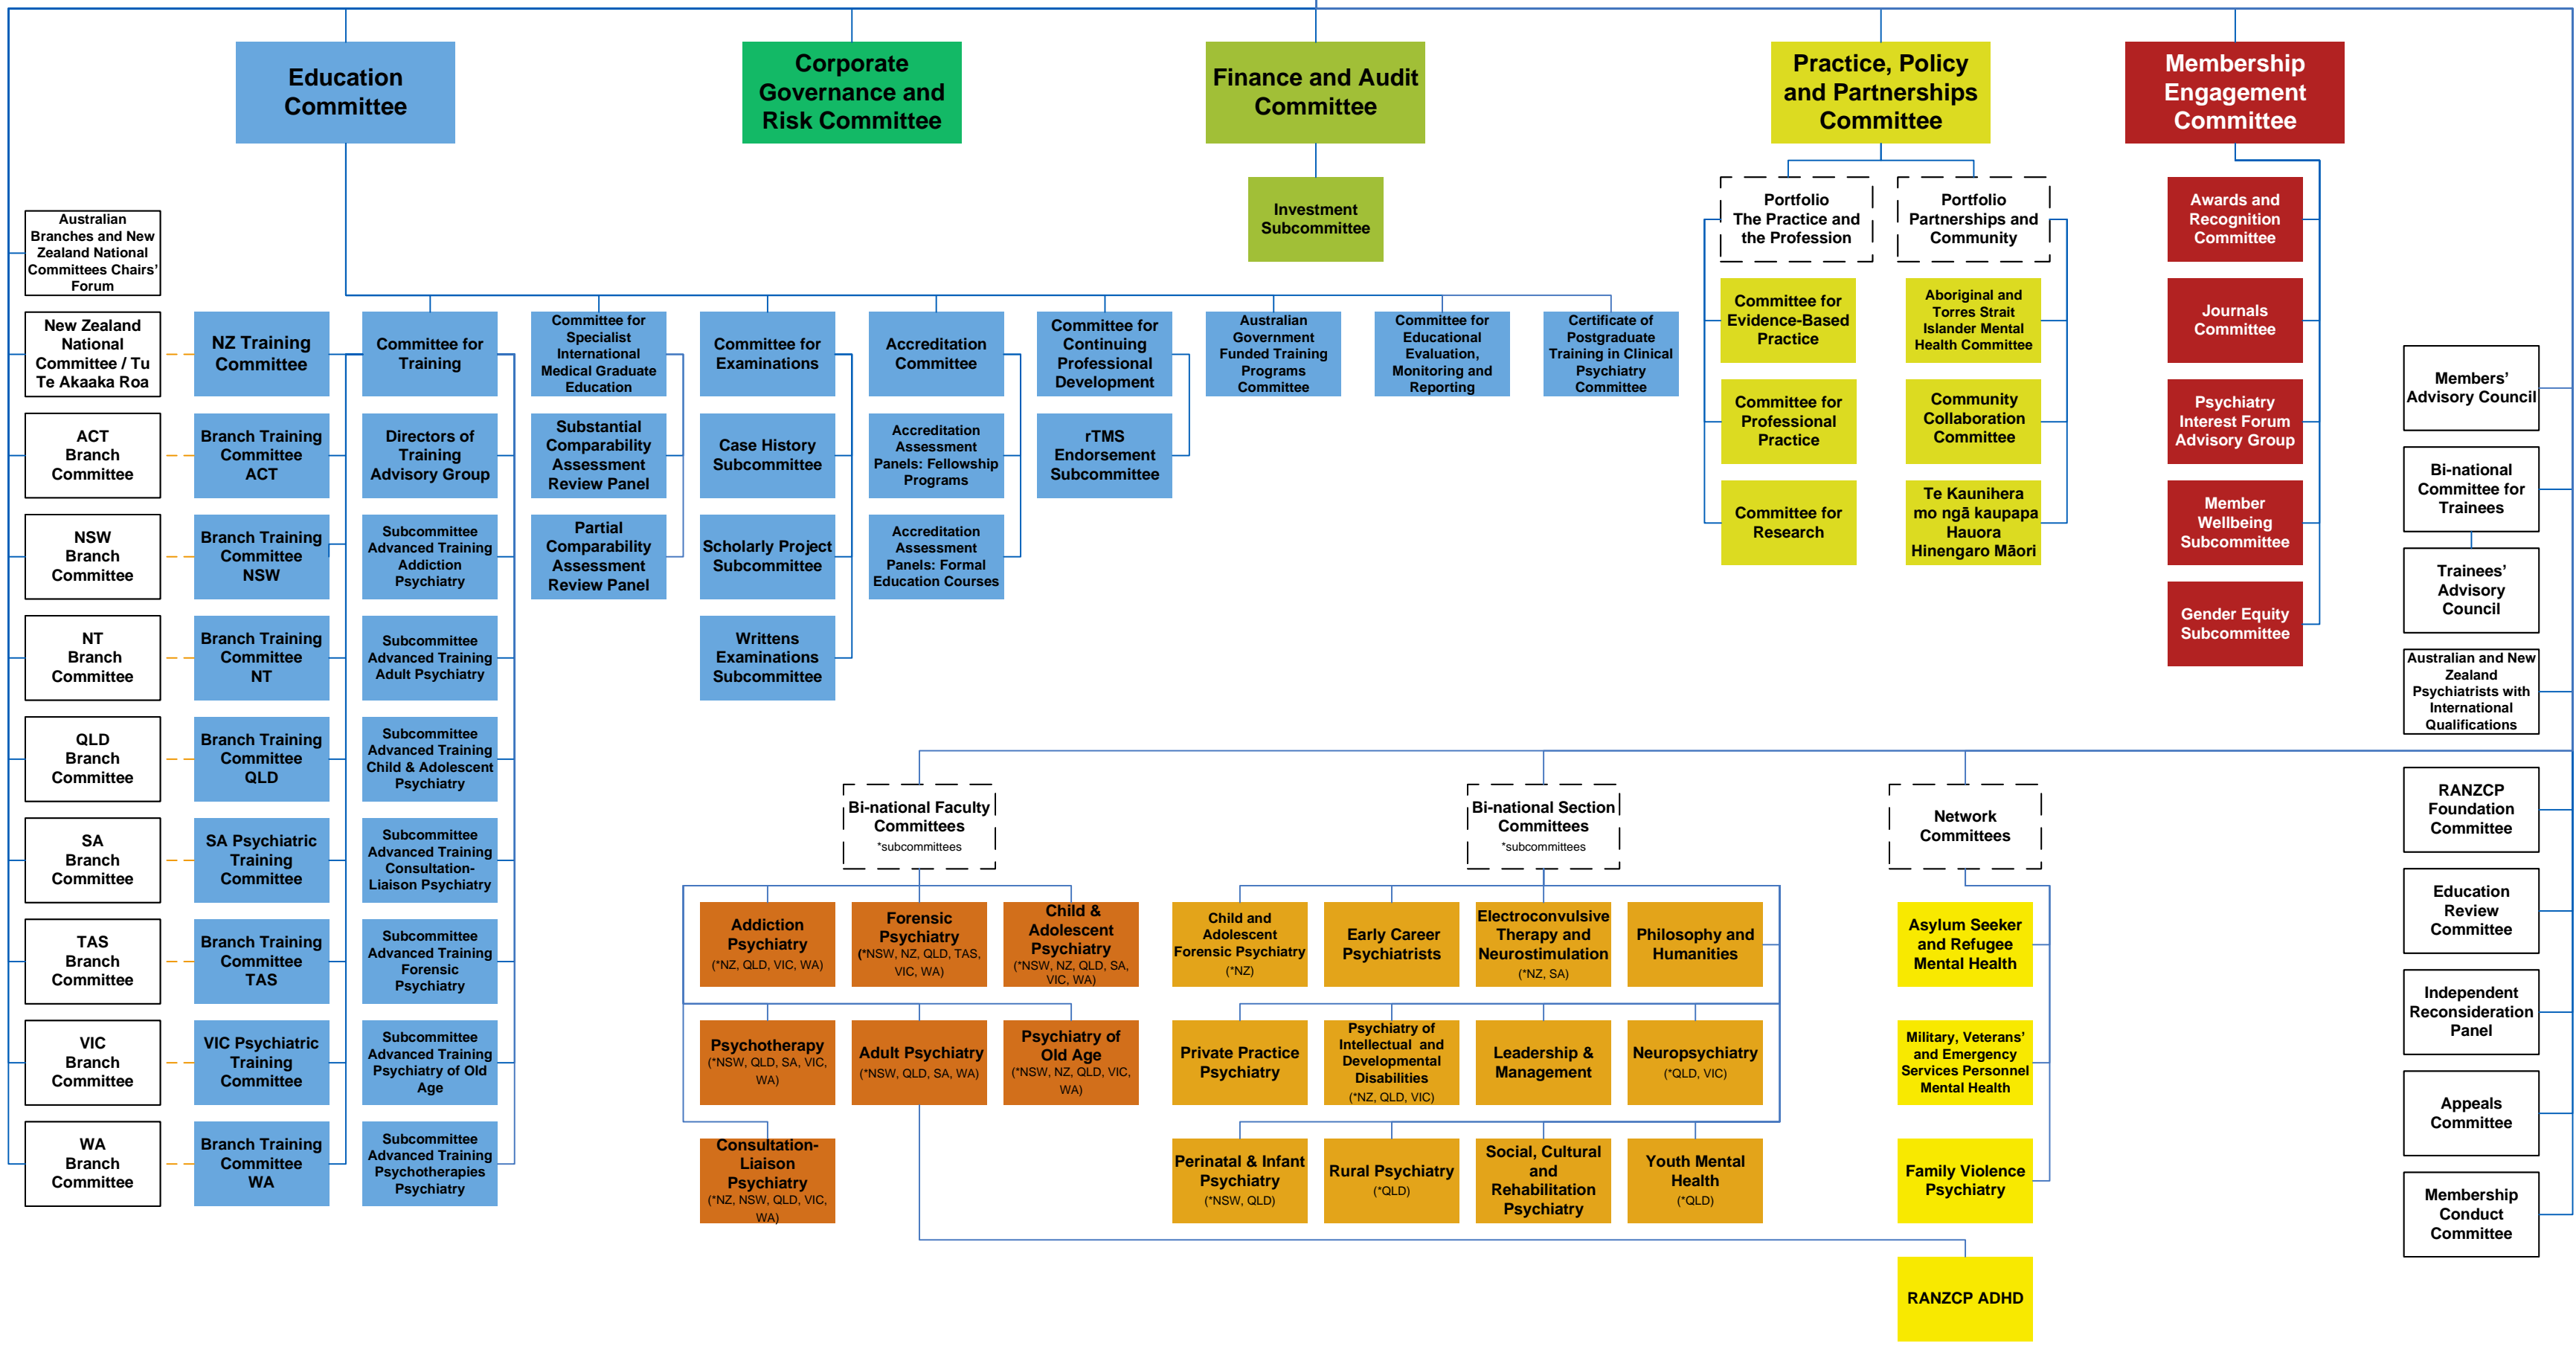 Education
Committee
Corporate
Governance and
Risk Committee
Finance and Audit
Committee
Practice, Policy
and Partnerships
Committee
Membership
Engagement
Committee
Investment
Subcommittee
Portfolio
The Practice and
the Profession
Portfolio
Partnerships and
Community
Awards and
Recognition
Committee
Australian
Branches and New
Zealand National
Committees Chairs’
Forum
Committee for
Evidence-Based
Practice
Aboriginal and
Torres Strait
Islander Mental
Health Committee
Journals
Committee
New Zealand
National
Committee / Tu
Te Akaaka Roa
NZ Training
Committee
Committee for
Training
Committee for
Specialist
International
Medical Graduate
Education
Committee for
Examinations
Accreditation
Committee
Committee for
Continuing
Professional
Development
Australian
Government
Funded Training
Programs
Committee
Committee for
Educational
Evaluation,
Monitoring and
Reporting
Certificate of
Postgraduate
Training in Clinical
Psychiatry
Committee
Members’
Advisory Council
Committee for
Professional
Practice
Community
Collaboration
Committee
Psychiatry
Interest Forum
Advisory Group
ACT
Branch
Committee
Branch Training
Committee
ACT
Directors of
Training
Advisory Group
Substantial
Comparability
Assessment
Review Panel
Case History
Subcommittee
Accreditation
Assessment
Panels: Fellowship
Programs
rTMS
Endorsement
Subcommittee
Bi-national
Committee for
Trainees
Committee for
Research
Te Kaunihera
mo ngā kaupapa
Hauora
Hinengaro Māori
Member
Wellbeing
Subcommittee
NSW
Branch
Committee
Branch Training
Committee
NSW
Subcommittee
Advanced Training
Addiction
Psychiatry
Partial
Comparability
Assessment
Review Panel
Scholarly Project
Subcommittee
Accreditation
Assessment
Panels: Formal
Education Courses
Trainees’
Advisory
Council
Gender Equity
Subcommittee
NT
Branch
Committee
Branch Training
Committee
NT
Subcommittee
Advanced Training
Adult Psychiatry
Writtens
Examinations
Subcommittee
Australian and New
Zealand
Psychiatrists with
International
Qualifications
QLD
Branch
Committee
Branch Training
Committee
QLD
Subcommittee
Advanced Training
Child & Adolescent
Psychiatry
Bi-national Faculty
Committees
*subcommittees
Bi-national Section
Committees
*subcommittees
Network
Committees
RANZCP
Foundation
Committee
SA
Branch
Committee
SA Psychiatric
Training
Committee
Subcommittee
Advanced Training
Consultation-
Liaison Psychiatry
Education
Review
Committee
Addiction
Psychiatry
(*NZ, QLD, VIC, WA)
Forensic
Psychiatry
(*NSW, NZ, QLD, TAS,
VIC, WA)
Child &
Adolescent
Psychiatry
(*NSW, NZ, QLD, SA,
VIC, WA)
Child and
Adolescent
Forensic Psychiatry
(*NZ)
Early Career
Psychiatrists
Electroconvulsive
Therapy and
Neurostimulation
(*NZ, SA)
Philosophy and
Humanities
Asylum Seeker
and Refugee
Mental Health
TAS
Branch
Committee
Branch Training
Committee
TAS
Subcommittee
Advanced Training
Forensic
Psychiatry
Independent
Reconsideration
Panel
VIC
Branch
Committee
VIC Psychiatric
Training
Committee
Subcommittee
Advanced Training
Psychiatry of Old
Age
Psychotherapy
(*NSW, QLD, SA, VIC,
WA)
Adult Psychiatry
(*NSW, QLD, SA, WA)
Psychiatry of
Old Age
(*NSW, NZ, QLD, VIC,
WA)
Private Practice
Psychiatry
Psychiatry of
Intellectual and
Developmental
Disabilities
(*NZ, QLD, VIC)
Leadership &
Management
Neuropsychiatry
(*QLD, VIC)
Military, Veterans’
and Emergency
Services Personnel
Mental Health
Appeals
Committee
WA
Branch
Committee
Branch Training
Committee
WA
Subcommittee
Advanced Training
Psychotherapies
Psychiatry
Consultation-
Liaison
Psychiatry
(*NZ, NSW, QLD, VIC,
WA)
Perinatal & Infant
Psychiatry
(*NSW, QLD)
Rural Psychiatry
(*QLD)
Social, Cultural
and
Rehabilitation
Psychiatry
Youth Mental
Health
(*QLD)
Family Violence
Psychiatry
Membership
Conduct
Committee
RANZCP ADHD